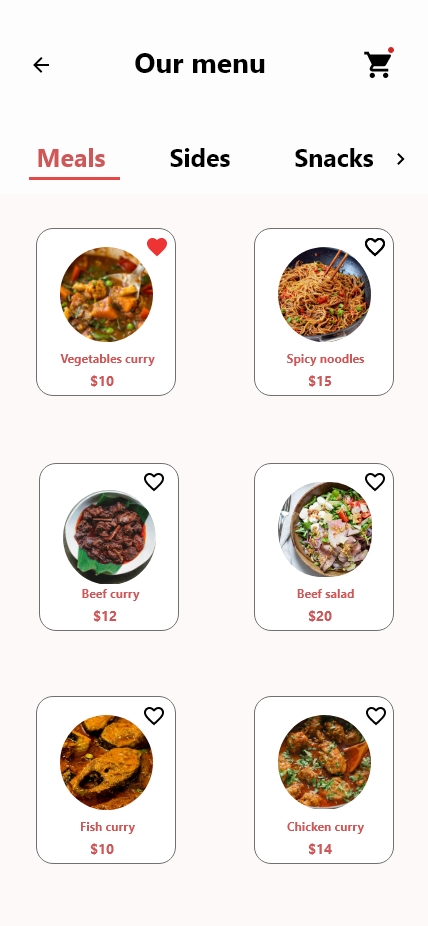 Our menu
Meals
Sides
Snacks
Vegetables curry
$10
Spicy noodles
$15
Beef curry
$12
Beef salad
$20
Fish curry
$10
Chicken curry
$14